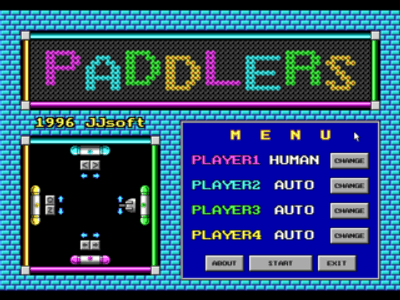 PADDLERS
1996 JJsoft
MENU
PLAYER1 HUMAN CHANGE
PLAYER2 AUTO CHANGE
PLAYER3 AUTO CHANGE
PLAYER4 AUTO CHANGE
ABOUT START EXIT